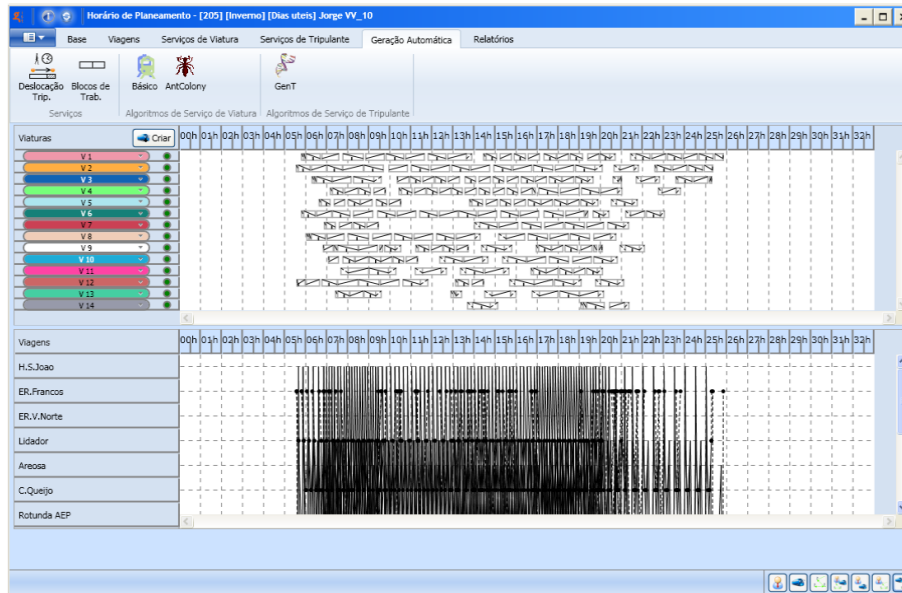 Horário de Planeamento - [205] [Inverno] [Dias uteis] Jorge VV_10
Base Viagens Serviços de Viatura Serviços de Tripulante Geração Automática Relatórios
Deslocação Trip. Blocos de Trab. Básico AntColony GenT
Serviços Algoritmos de Serviço de Viatura Algoritmos de Serviço de Tripulante
Viaturas Criar 00h 01h 02h 03h 04h 05h 06h 07h 08h 09h 10h 11h 12h 13h 14h 15h 16h 17h 18h 19h 20h 21h 22h 23h 24h 25h 26h 27h 28h 29h 30h 31h 32h
V 1
V 2
V 3
V 4
V 5
V 6
V 7
V 8
V 9
V 10
V 11
V 12
V 13
V 14
Viagens 00h 01h 02h 03h 04h 05h 06h 07h 08h 09h 10h 11h 12h 13h 14h 15h 16h 17h 18h 19h 20h 21h 22h 23h 24h 25h 26h 27h 28h 29h 30h 31h 32h
H.S.Joao
ER.Francos
ER.V.Norte
Lidador
Areosa
C.Queijo
Rotunda AEP